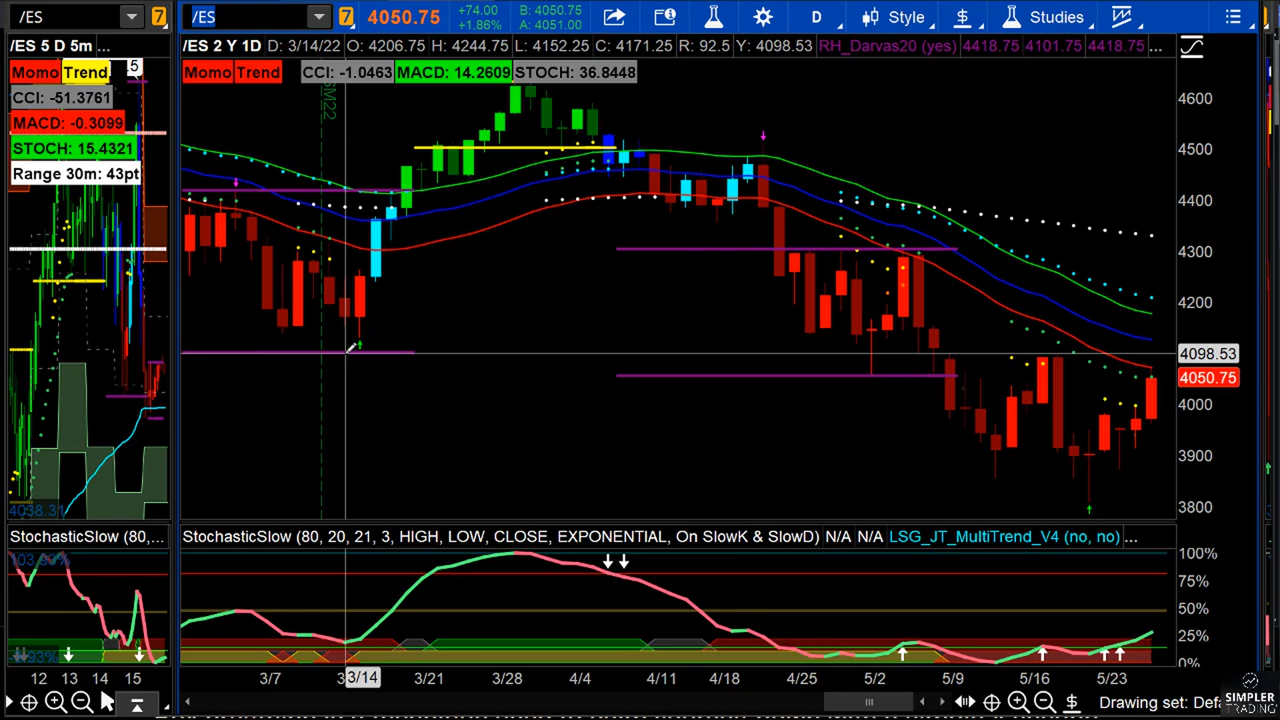 /ES
7
/ES
7
4050.75
+74.00
+1.86%
B: 4050.75
A: 4051.00
D
Style
$
Studies
/ES 5 D 5m...
/ES 2 Y 1D
D: 3/14/22
O: 4206.75
H: 4244.75
L: 4152.25
C: 4171.25
R: 92.5
Y: 4098.53
RH_Darvas20 (yes)
4418.75
4101.75
4418.75
...
Momo
Trend
5
CCI: -51.3761
MACD: -0.3099
STOCH: 15.4321
Range 30m: 43pt
Momo
Trend
CCI: -1.0463
MACD: 14.2609
STOCH: 36.8448
4600
4500
4400
4300
4200
4098.53
4050.75
4000
3900
3800
4038.31
StochasticSlow (80,...
StochasticSlow (80, 20, 21, 3, HIGH, LOW, CLOSE, EXPONENTIAL, On SlowK & SlowD)
N/A
N/A
LSG_JT_MultiTrend_V4 (no, no)
...
100%
75%
50%
25%
0%
12
13
14
15
3/7
3/14
3/21
3/28
4/4
4/18
4/25
5/2
5/9
5/16
5/23
$
Drawing set:
SIMPLER
TRADING